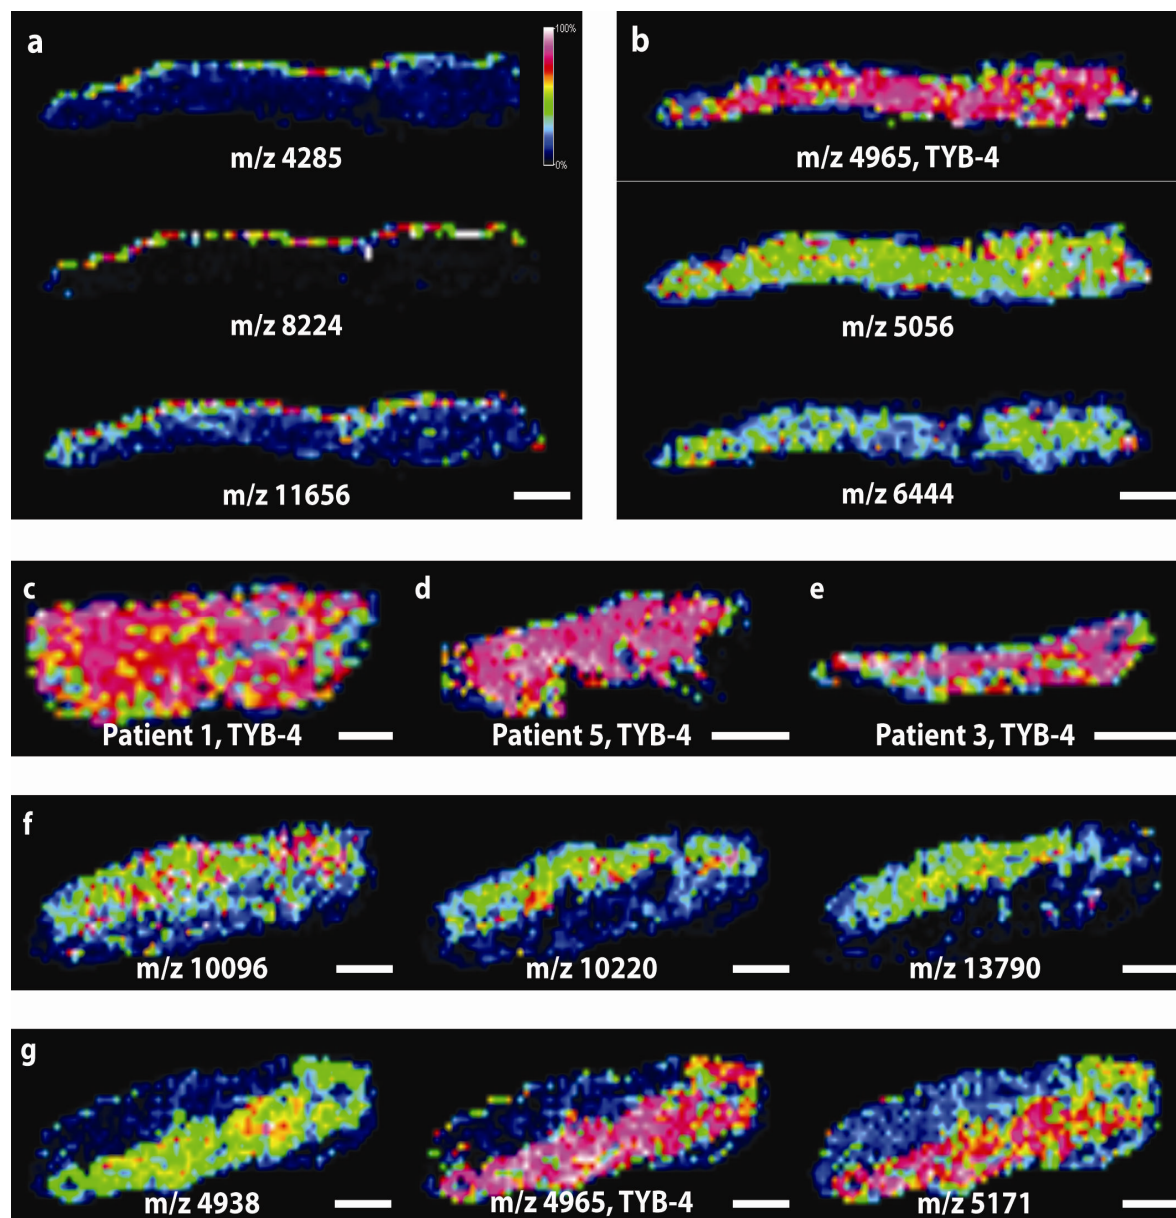 a
100%
0%
m/z 4285
m/z 8224
m/z 11656
b
m/z 4965, TYB-4
m/z 5056
m/z 6444
c
Patient 1, TYB-4
d
Patient 5, TYB-4
e
Patient 3, TYB-4
f
m/z 10096
m/z 10220
m/z 13790
g
m/z 4938
m/z 4965, TYB-4
m/z 5171